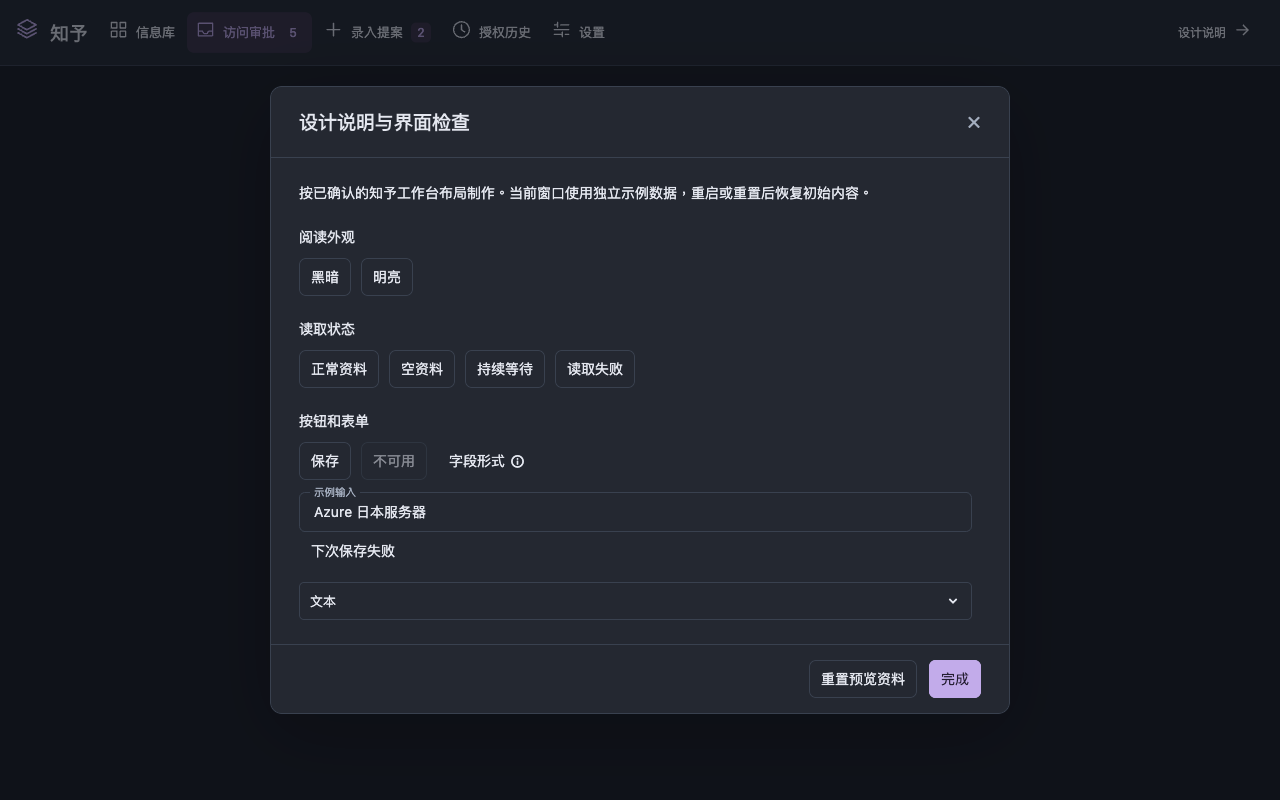 知予 信息库 访问审批 5 录入提案 2 授权历史 设置 设计说明
设计说明与界面检查
按已确认的知予工作台布局制作。当前窗口使用独立示例数据，重启或重置后恢复初始内容。
阅读外观
黑暗 明亮
读取状态
正常资料 空资料 持续等待 读取失败
按钮和表单
保存 不可用 字段形式
示例输入
Azure 日本服务器
下次保存失败
文本
重置预览资料 完成